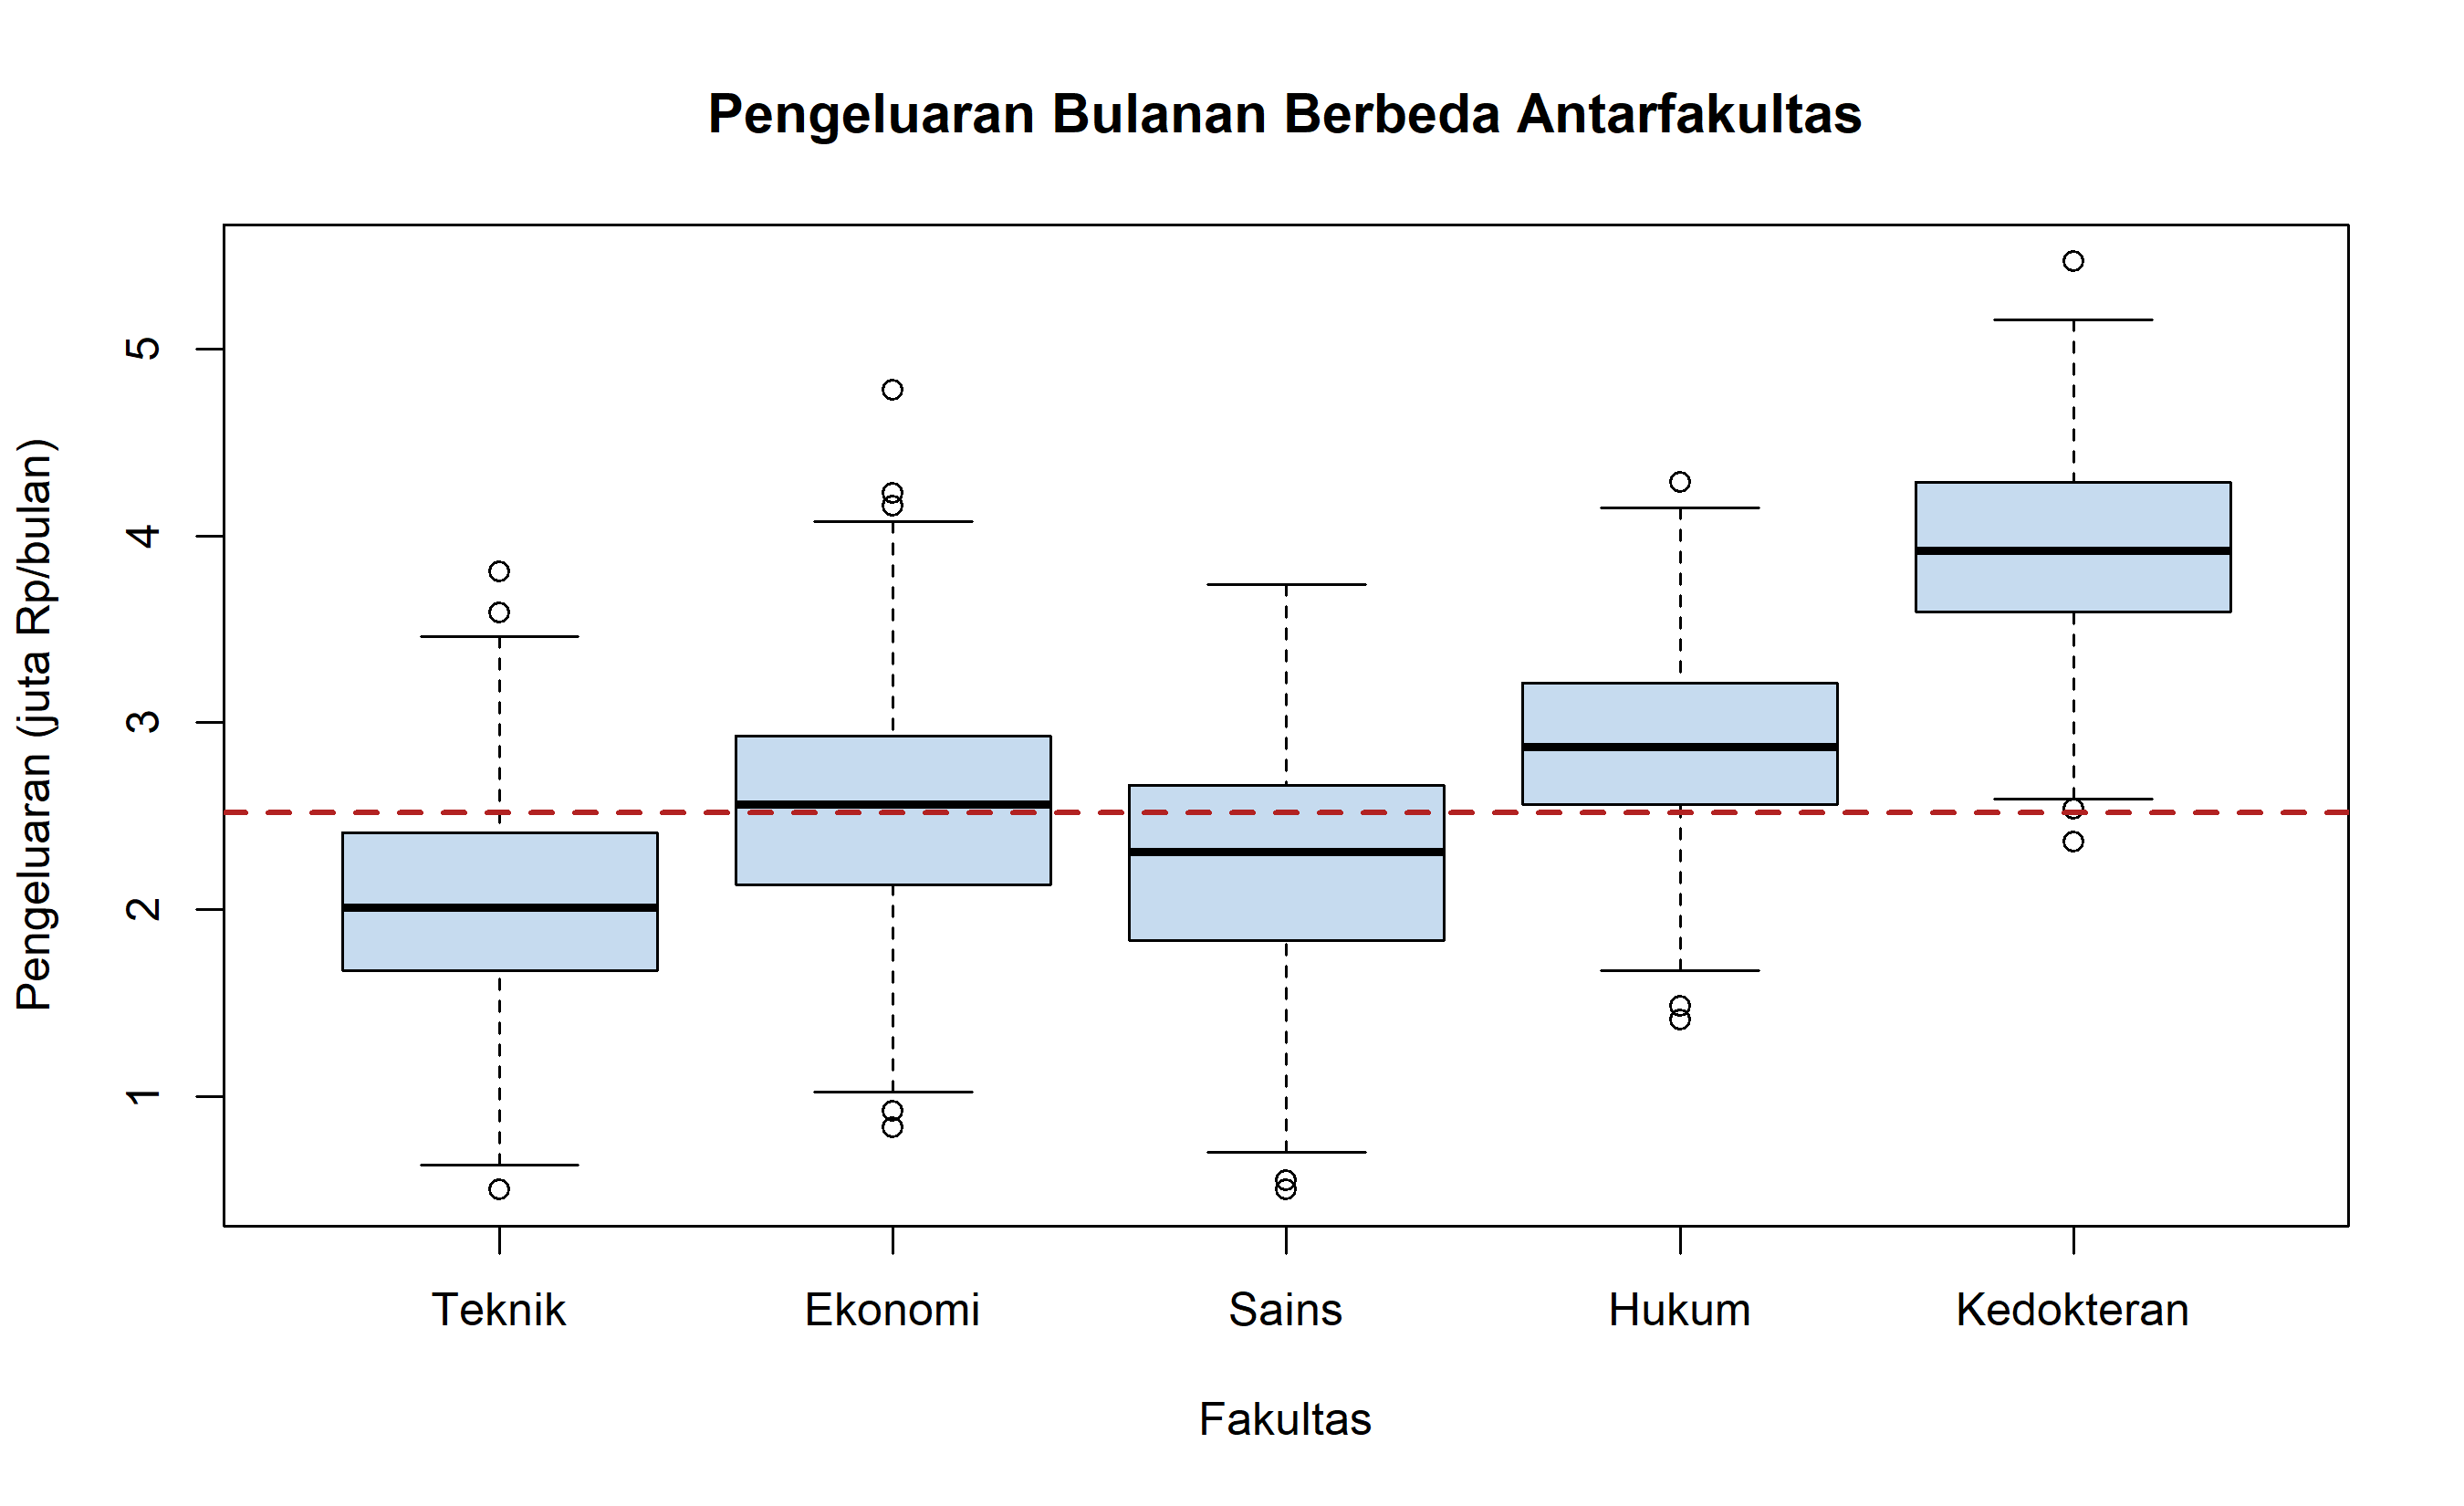 Pengeluaran Bulanan Berbeda Antarfakultas
Pengeluaran (juta Rp/bulan)
5
4
3
2
1
Teknik
Ekonomi
Sains
Hukum
Kedokteran
Fakultas